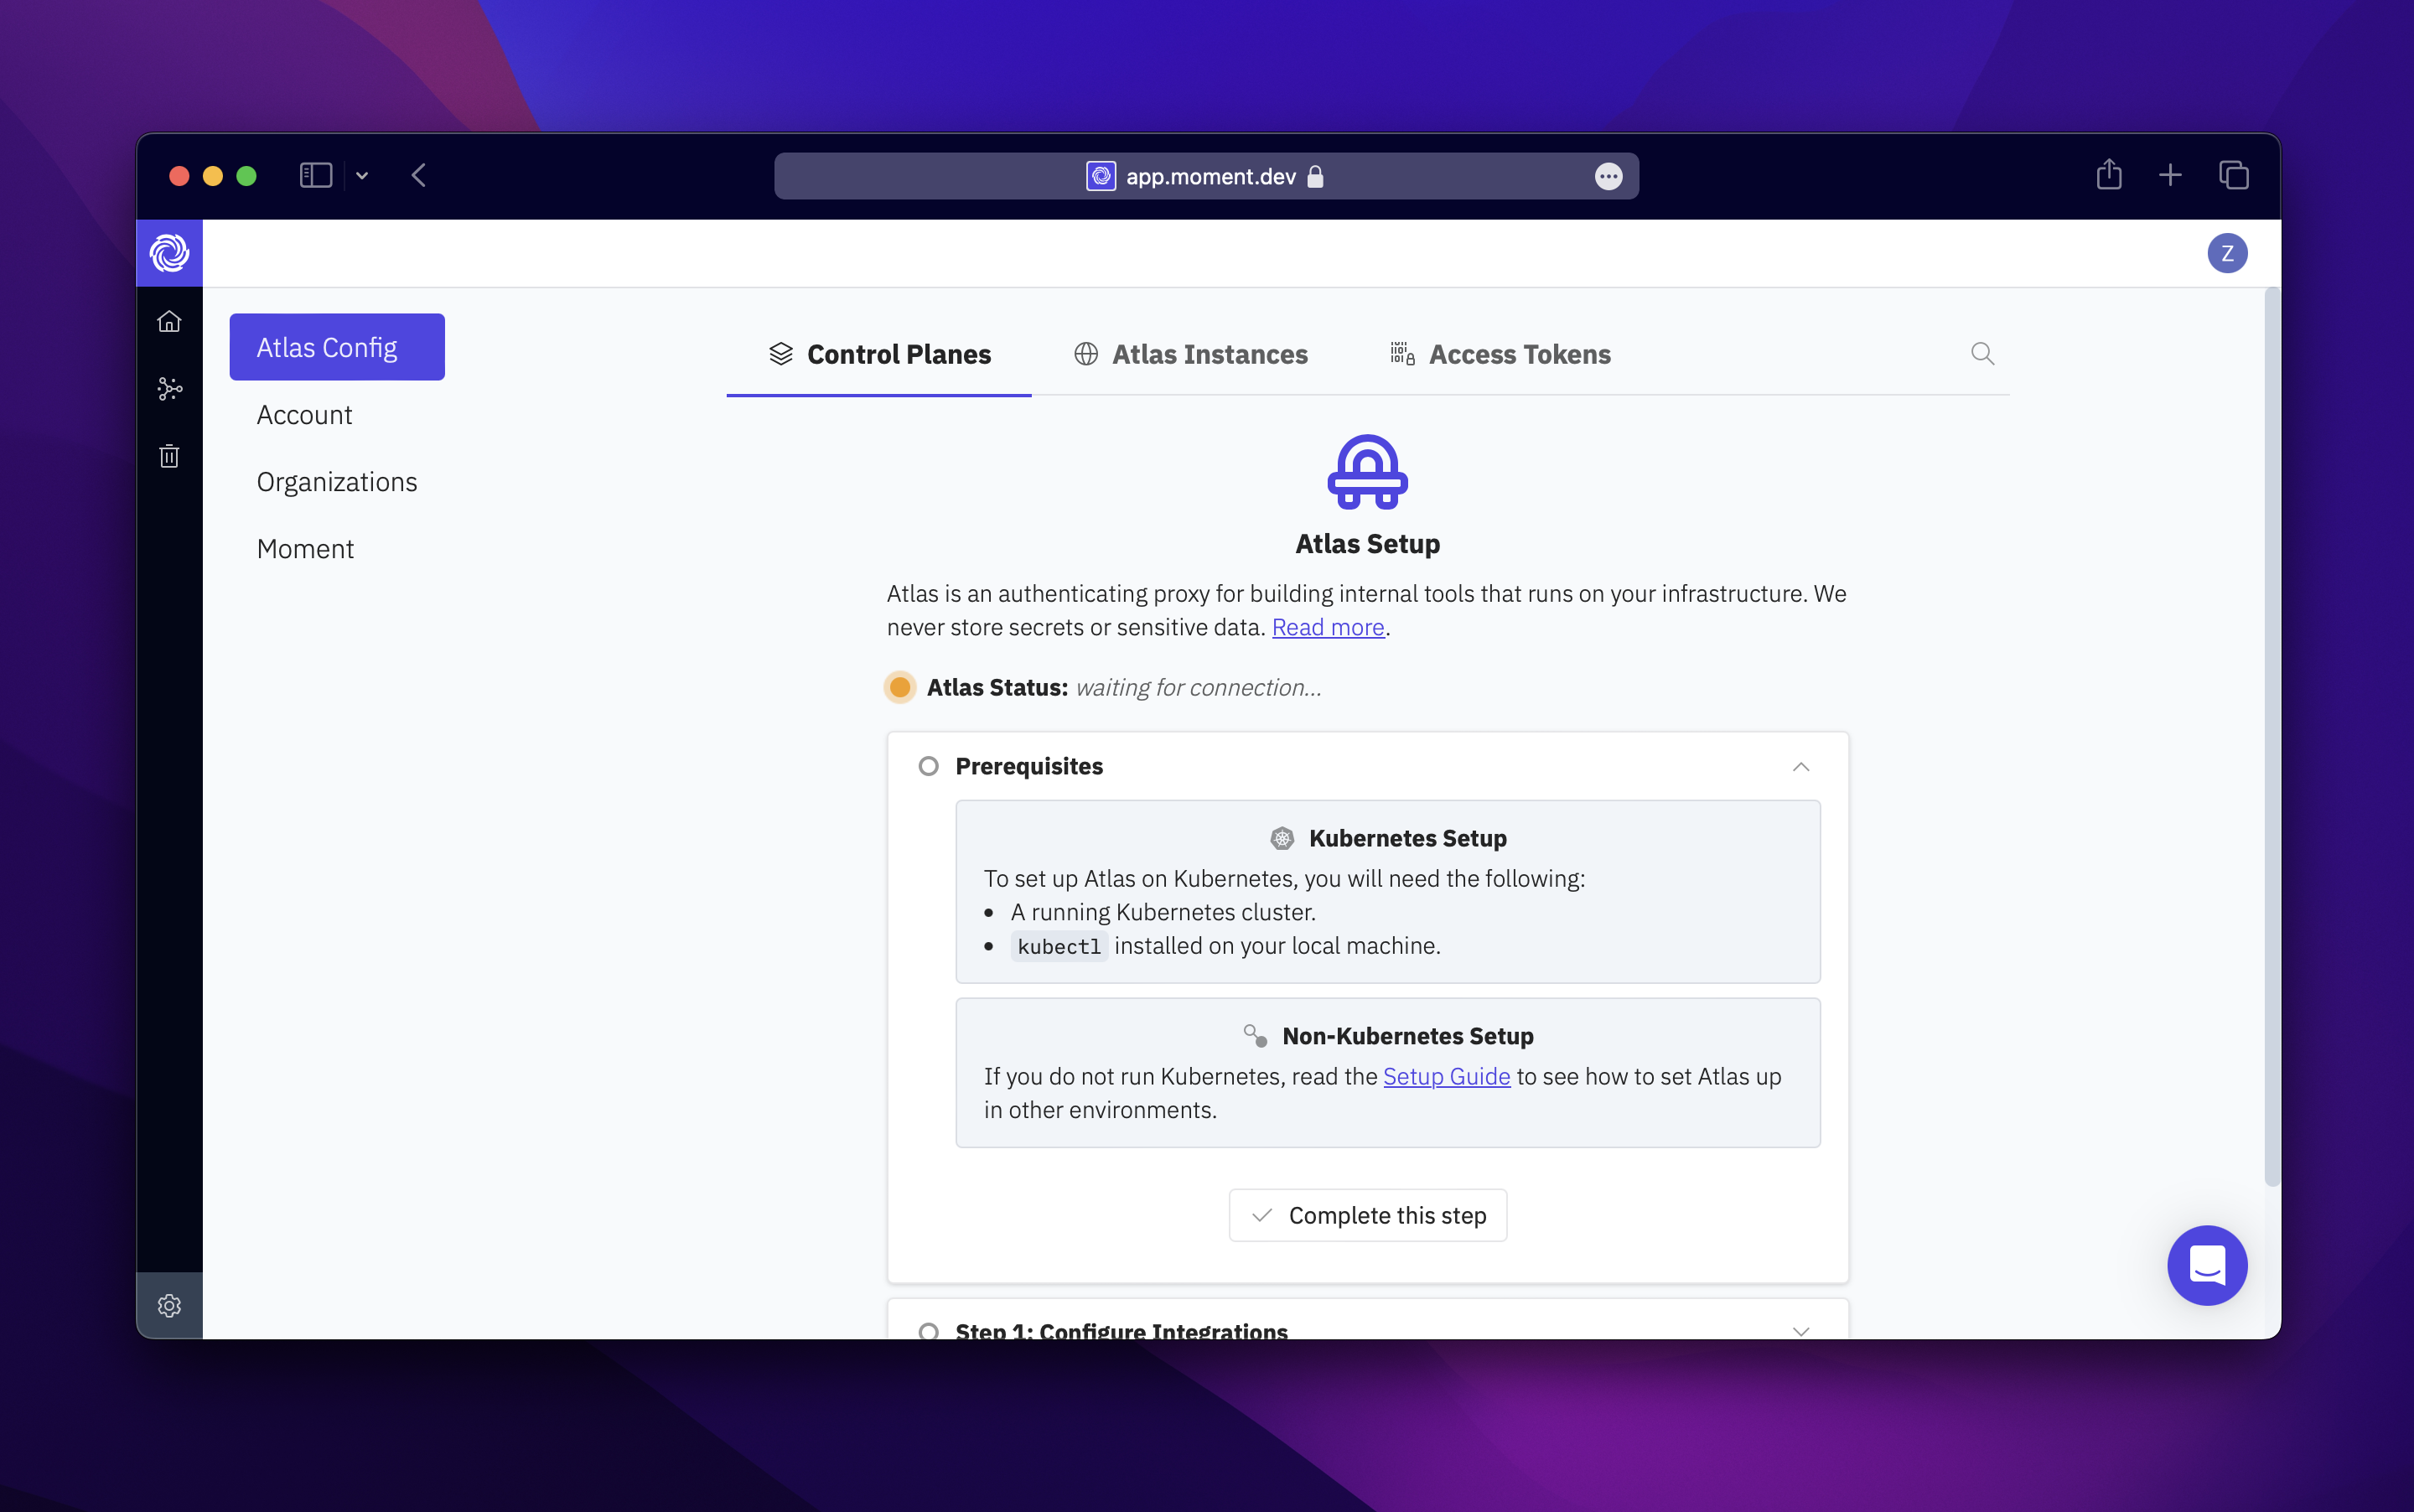 app.moment.dev
Z
Atlas Config
Account
Organizations
Moment
Control Planes
Atlas Instances
Access Tokens
Atlas Setup
Atlas is an authenticating proxy for building internal tools that runs on your infrastructure. We
never store secrets or sensitive data. Read more.
Atlas Status: waiting for connection...
Prerequisites
Kubernetes Setup
To set up Atlas on Kubernetes, you will need the following:
• A running Kubernetes cluster.
• kubectl installed on your local machine.
Non-Kubernetes Setup
If you do not run Kubernetes, read the Setup Guide to see how to set Atlas up
in other environments.
Complete this step
Step 1: Configure Integrations